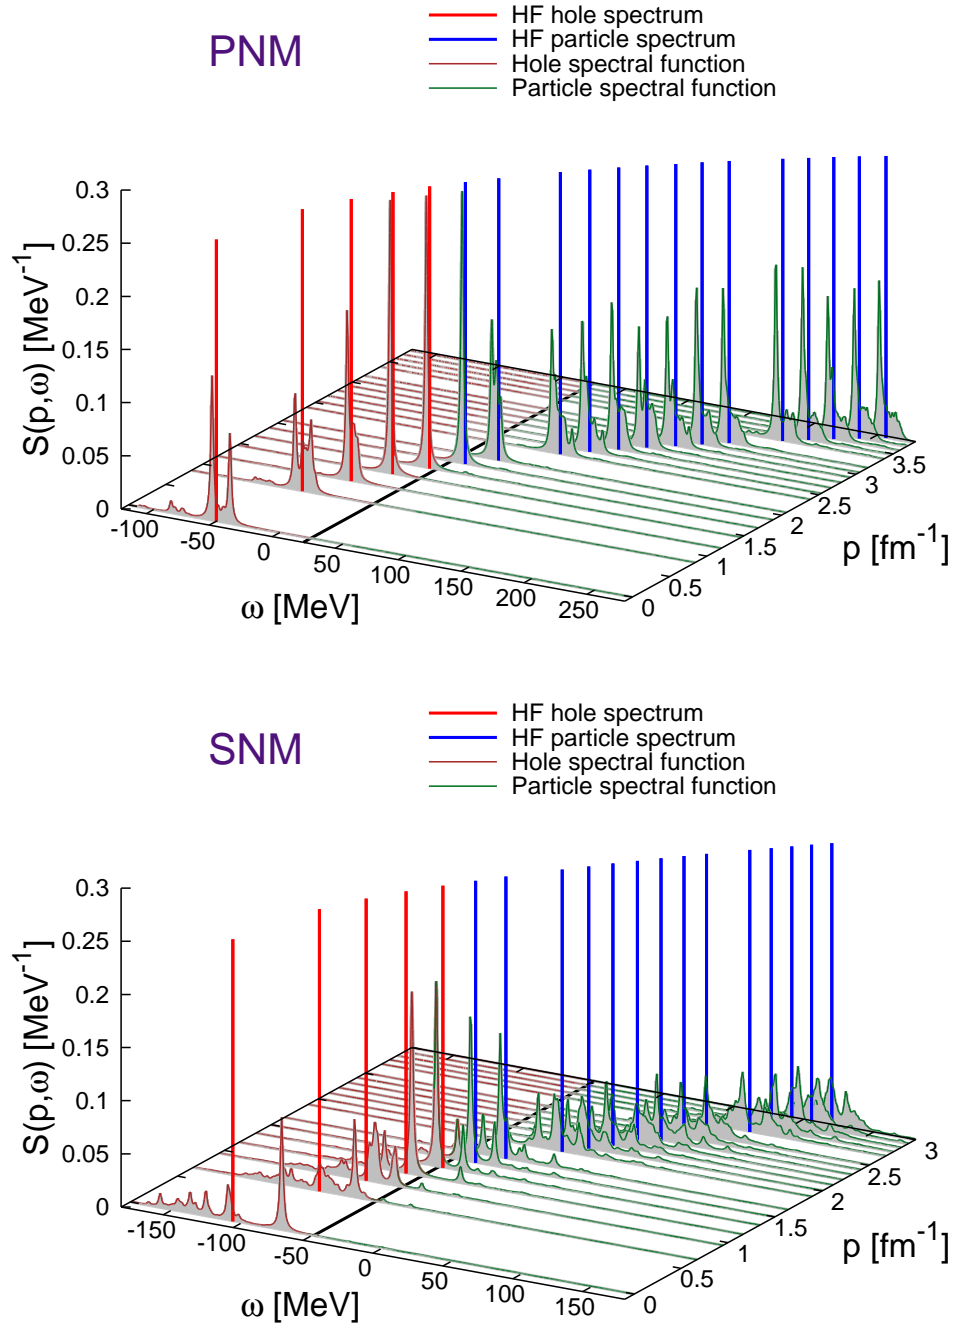 PNM
HF hole spectrum
HF particle spectrum
Hole spectral function
Particle spectral function
S(p,ω) [MeV⁻¹]
0.3
0.25
0.2
0.15
0.1
0.05
0
-100
-50
0
50
100
150
200
250
ω [MeV]
0
0.5
1
1.5
2
2.5
3
3.5
p [fm⁻¹]
SNM
HF hole spectrum
HF particle spectrum
Hole spectral function
Particle spectral function
S(p,ω) [MeV⁻¹]
0.3
0.25
0.2
0.15
0.1
0.05
0
-150
-100
-50
0
50
100
150
ω [MeV]
0
0.5
1
1.5
2
2.5
3
p [fm⁻¹]